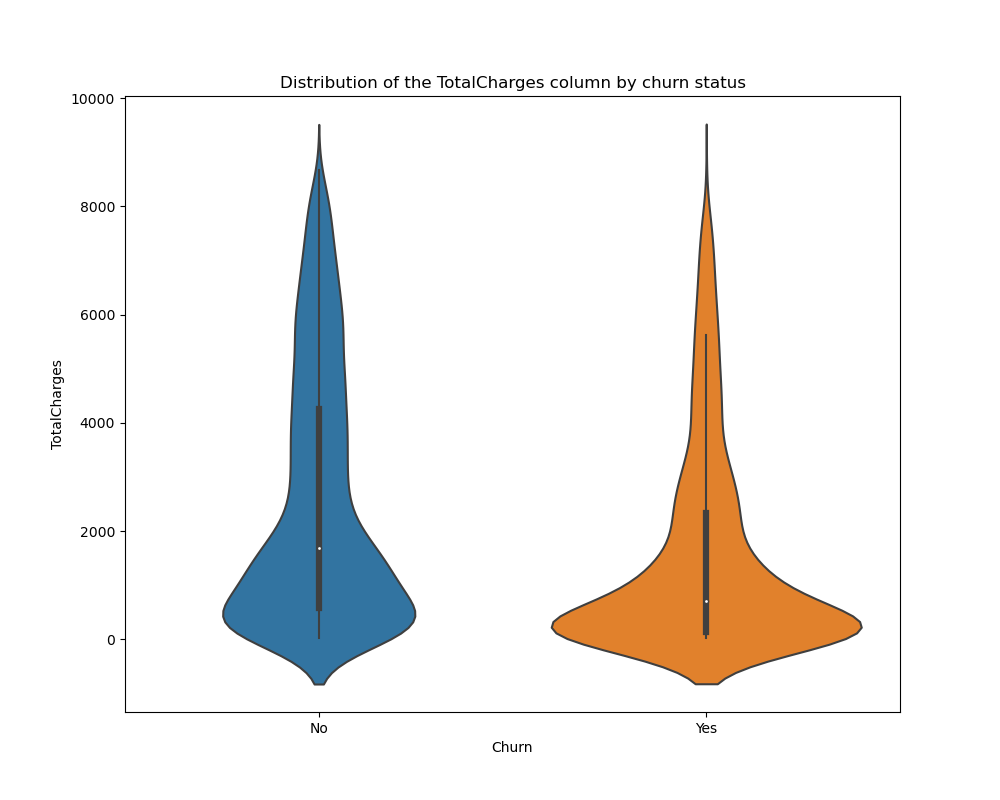 Distribution of the TotalCharges column by churn status
10000
8000
6000
4000
2000
0
TotalCharges
No
Yes
Churn